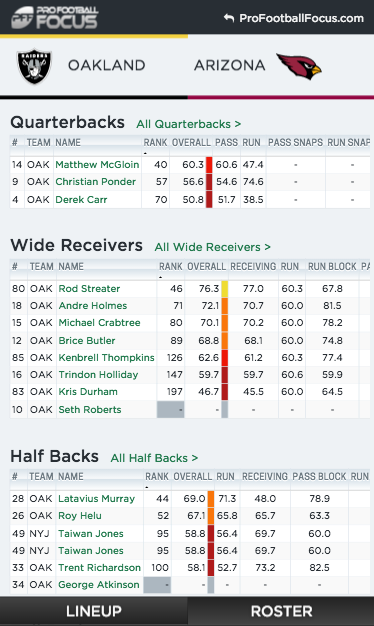 PRO FOOTBALL
FOCUS
ProFootballFocus.com
RAIDERS
OAKLAND ARIZONA
Quarterbacks All Quarterbacks >
# TEAM NAME RANK OVERALL PASS RUN PASS SNAPS RUN SNAP
14 OAK Matthew McGloin 40 60.3 60.6 47.4 - -
9 OAK Christian Ponder 57 56.6 54.6 74.6 - -
4 OAK Derek Carr 70 50.8 51.7 38.5 - -
Wide Receivers All Wide Receivers >
# TEAM NAME RANK OVERALL RECEIVING RUN RUN BLOCK PA
80 OAK Rod Streater 46 76.3 77.0 60.3 67.8
18 OAK Andre Holmes 71 72.1 70.7 60.0 81.5
15 OAK Michael Crabtree 80 70.1 70.2 60.0 78.2
12 OAK Brice Butler 89 68.8 68.1 60.0 74.8
85 OAK Kenbrell Thompkins 126 62.6 61.2 60.3 77.4
16 OAK Trindon Holliday 147 59.7 59.7 60.6 59.9
83 OAK Kris Durham 197 46.7 45.5 60.0 64.5
10 OAK Seth Roberts - - - - -
Half Backs All Half Backs >
# TEAM NAME RANK OVERALL RUN RECEIVING PASS BLOCK RUN
28 OAK Latavius Murray 44 69.0 71.3 48.0 78.9
26 OAK Roy Helu 52 67.1 65.8 65.7 63.3
49 NYJ Taiwan Jones 95 58.8 56.4 69.7 60.0
49 NYJ Taiwan Jones 95 58.8 56.4 69.7 60.0
33 OAK Trent Richardson 100 58.1 52.7 73.2 82.5
34 OAK George Atkinson - - - - -
LINEUP ROSTER